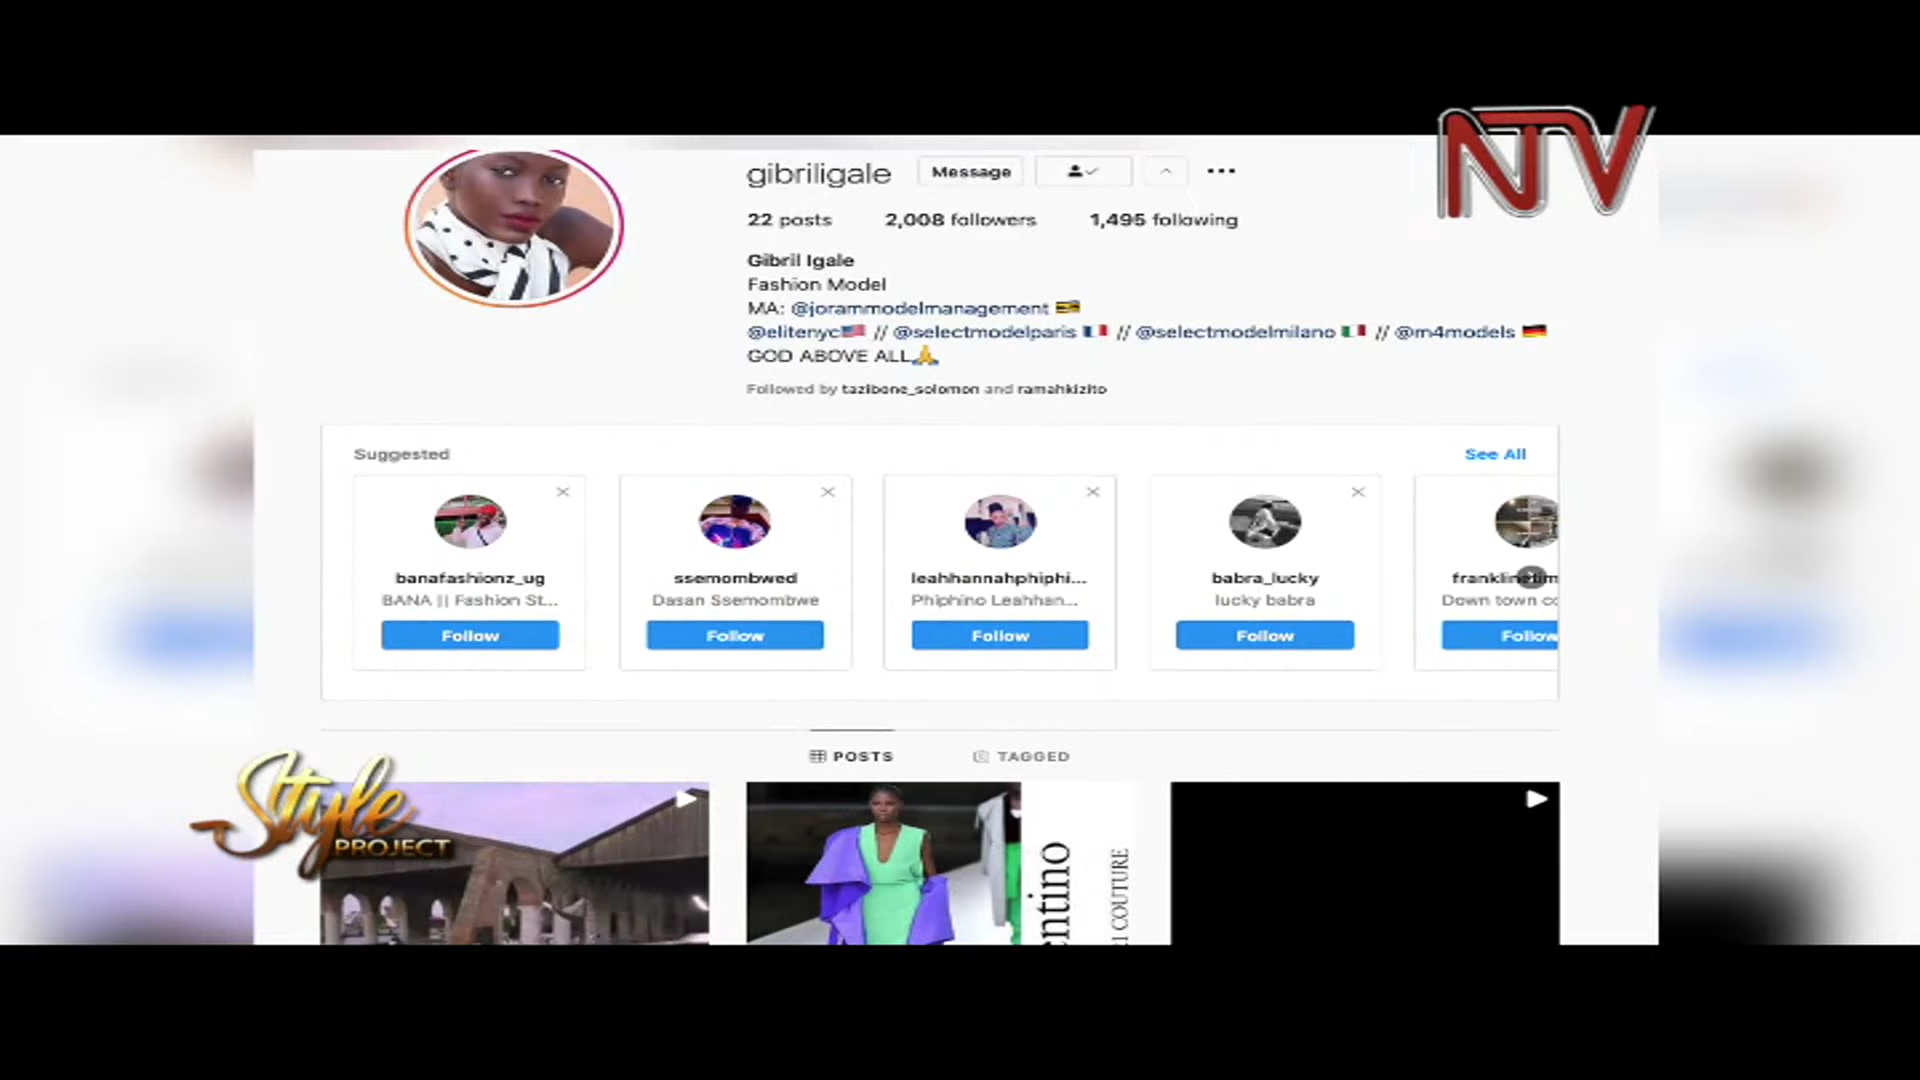 NTV
gibriligale Message
22 posts 2,008 followers 1,495 following
Gibril Igale
Fashion Model
MA: @jorammodelmanagement
@elitenyc // @selectmodelparis // @selectmodelmilano // @m4models
GOD ABOVE ALL
Followed by tazibone_solomon and ramahkizito
Suggested See All
banafashionz_ug ssemombwed leahhannahphiphi... babra_lucky
BANA || Fashion St... Dasan Ssemombwe Phiphino Leahhan... lucky babra Down town
Follow Follow Follow Follow Follow
POSTS TAGGED
Style
PROJECT
entino
COUTURE